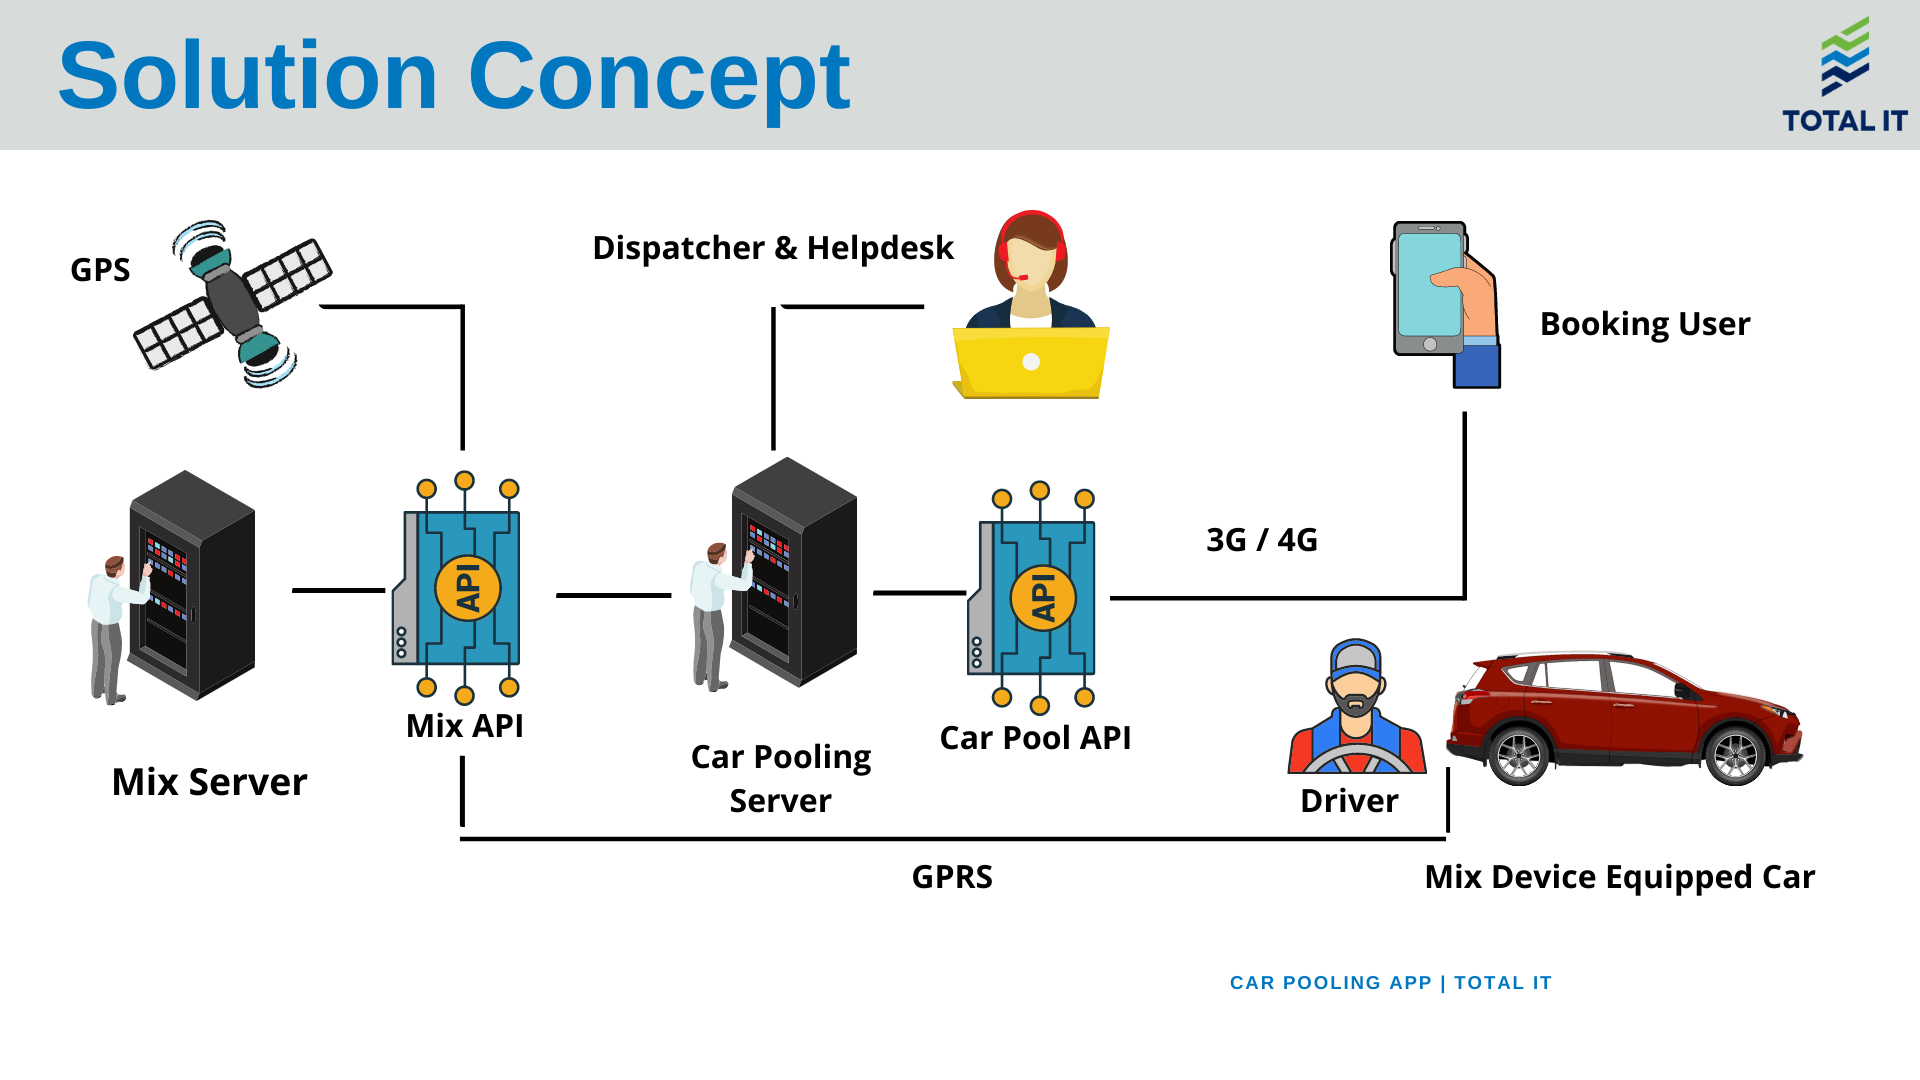 Solution Concept
TOTAL IT
GPS
Dispatcher & Helpdesk
Booking User
3G / 4G
API
API
Mix API
Car Pool API
Mix Server
Car Pooling
Server
Driver
GPRS
Mix Device Equipped Car
CAR POOLING APP | TOTAL IT